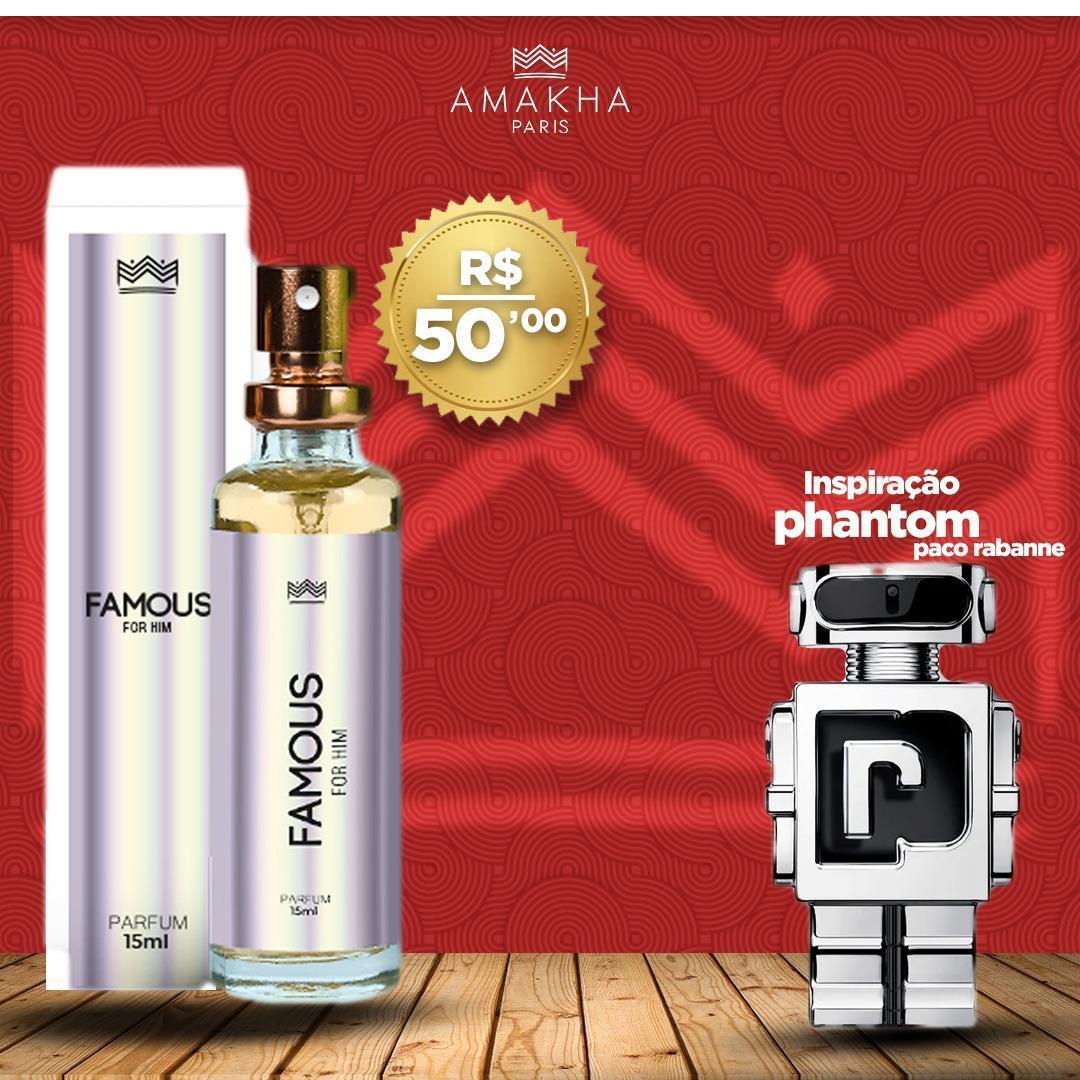 AMAKHA
PARIS
R$
50,00
FAMOUS
FOR HIM
PARFUM
15ml
FAMOUS
FOR HIM
PARFUM
15ml
Inspiração
phantom
paco rabanne